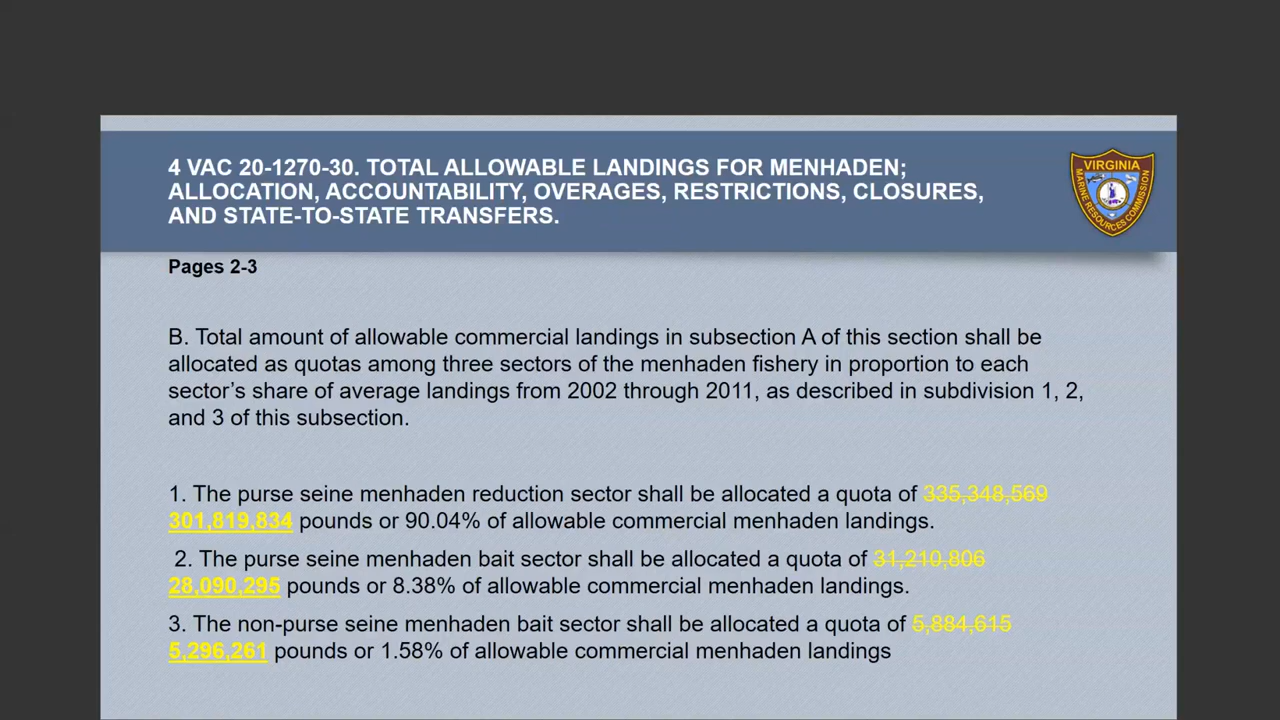 4 VAC 20-1270-30. TOTAL ALLOWABLE LANDINGS FOR MENHADEN;
ALLOCATION, ACCOUNTABILITY, OVERAGES, RESTRICTIONS, CLOSURES,
AND STATE-TO-STATE TRANSFERS.
VIRGINIA
MARINE RESOURCES COMMISSION
Pages 2-3
B. Total amount of allowable commercial landings in subsection A of this section shall be
allocated as quotas among three sectors of the menhaden fishery in proportion to each
sector's share of average landings from 2002 through 2011, as described in subdivision 1, 2,
and 3 of this subsection.
1. The purse seine menhaden reduction sector shall be allocated a quota of 335,348,569
301,819,834 pounds or 90.04% of allowable commercial menhaden landings.
2. The purse seine menhaden bait sector shall be allocated a quota of 31,210,806
28,090,295 pounds or 8.38% of allowable commercial menhaden landings.
3. The non-purse seine menhaden bait sector shall be allocated a quota of 5,884,615
5,296,261 pounds or 1.58% of allowable commercial menhaden landings